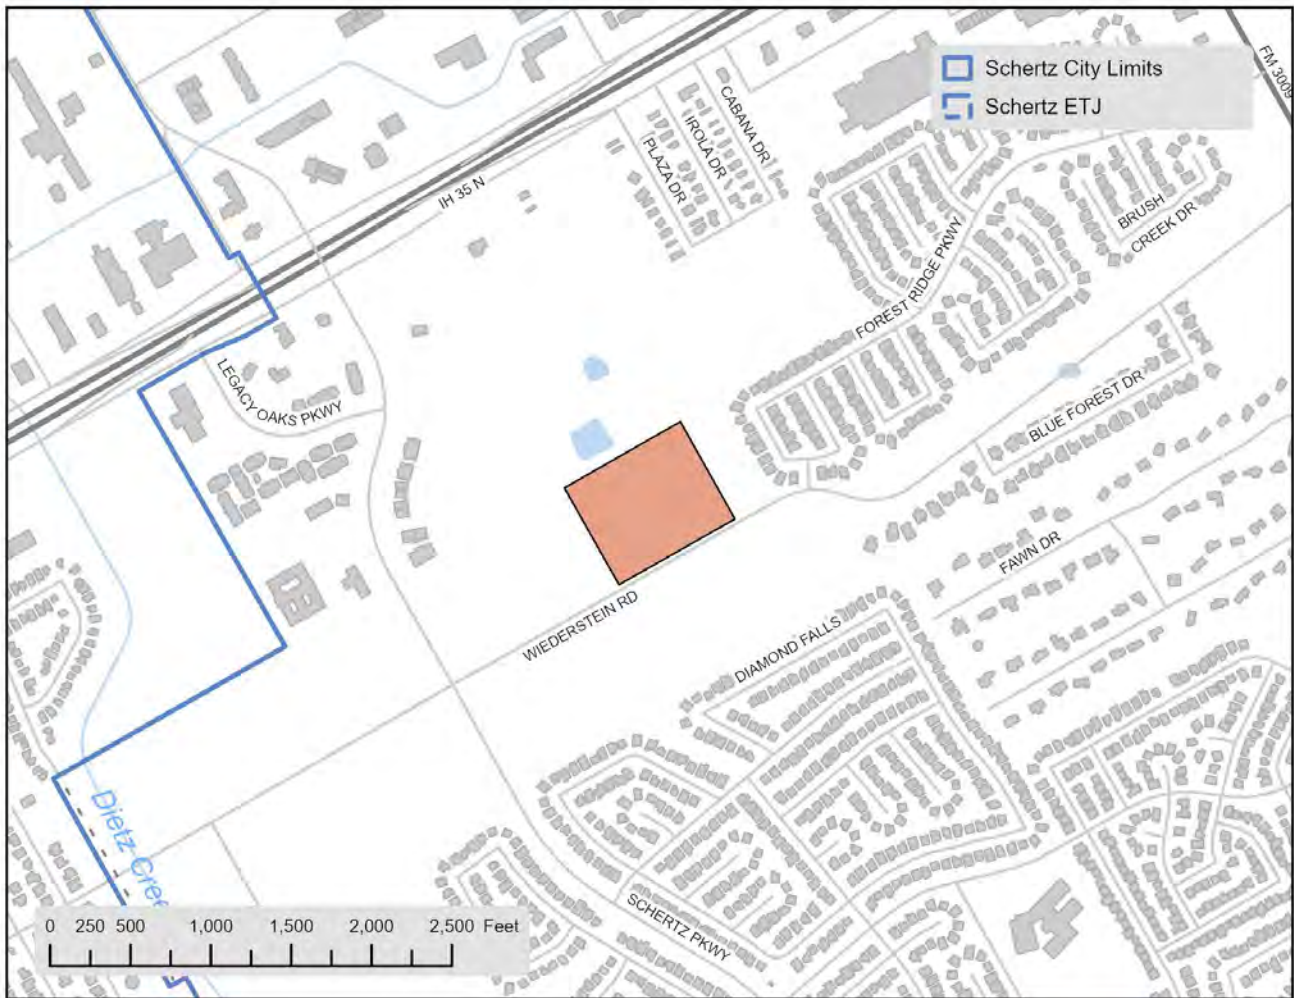 Schertz City Limits
Schertz ETJ
FM 3009
CABANA DR
IROLA DR
PLAZA DR
IH 35 N
BRUSH
CREEK DR
FOREST RIDGE PKWY
LEGACY OAKS PKWY
BLUE FOREST DR
FAWN DR
WIEDERSTEIN RD
DIAMOND FALLS
Dietz Cree
SCHERTZ PKWY
0 250 500 1,000 1,500 2,000 2,500 Feet